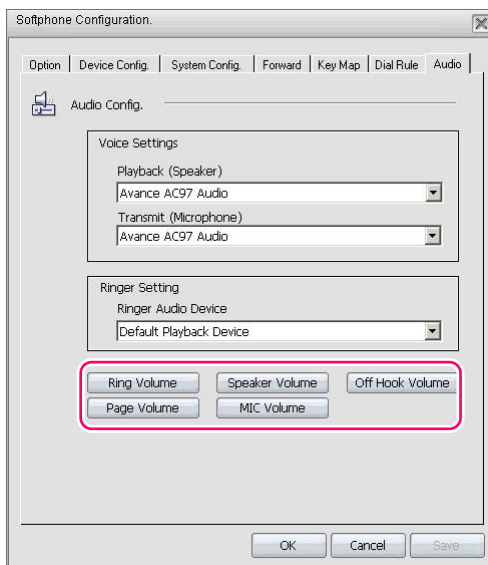 Softphone Configuration.
Option Device Config. System Config. Forward Key Map Dial Rule Audio
Audio Config.
Voice Settings
Playback (Speaker)
Avance AC97 Audio
Transmit (Microphone)
Avance AC97 Audio
Ringer Setting
Ringer Audio Device
Default Playback Device
Ring Volume Speaker Volume Off Hook Volume
Page Volume MIC Volume
OK Cancel Save